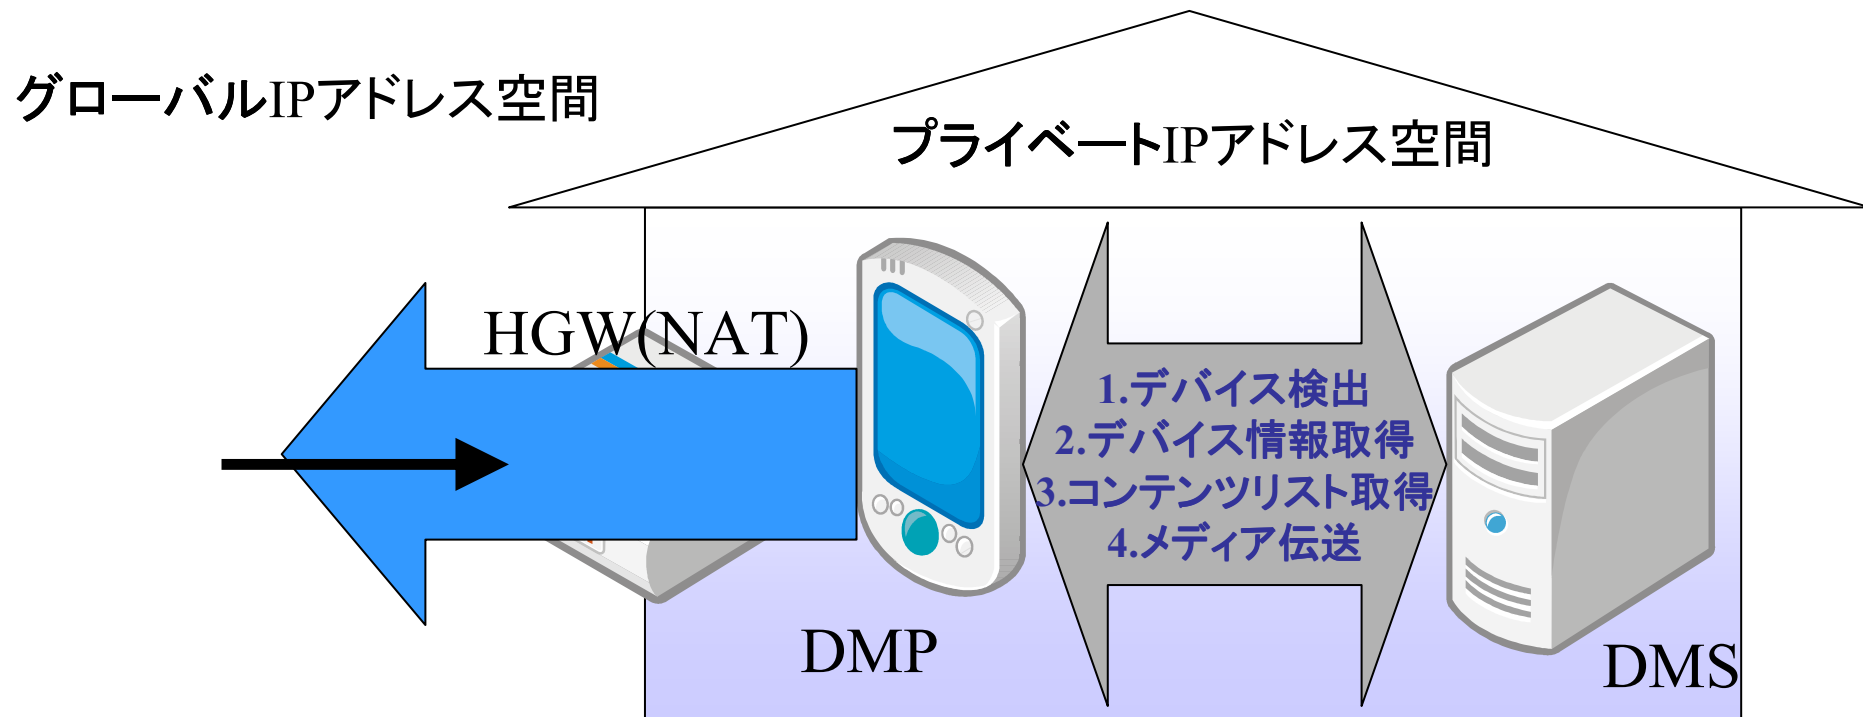 グローバルIPアドレス空間
プライベートIPアドレス空間
HGW(NAT)
1.デバイス検出
2.デバイス情報取得
3.コンテンツリスト取得
4.メディア伝送
DMP
DMS